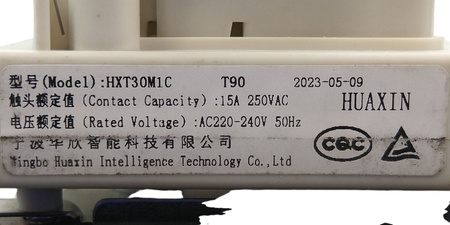 型号(Model):HXT30M1C T90 2023-05-09
触头额定值(Contact Capacity):15A 250VAC HUAXIN
电压额定值(Rated Voltage):AC220-240V 50Hz
宁波华欣智能科技有限公司 CQC
Ningbo Huaxin Intelligence Technology Co.,Ltd